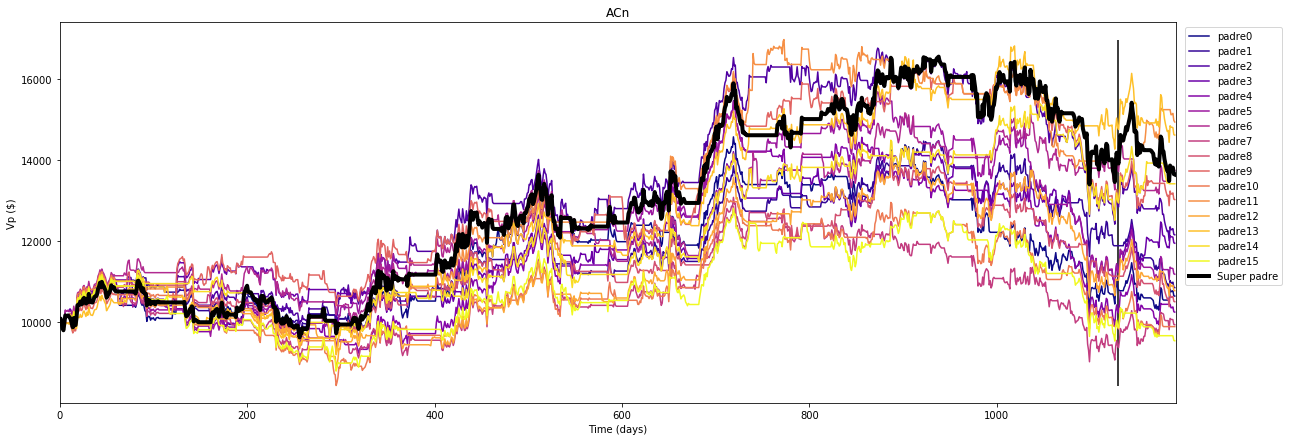 ACn
Vp ($)
16000
14000
12000
10000
0
200
400
600
800
1000
Time (days)
padre0
padre1
padre2
padre3
padre4
padre5
padre6
padre7
padre8
padre9
padre10
padre11
padre12
padre13
padre14
padre15
Super padre